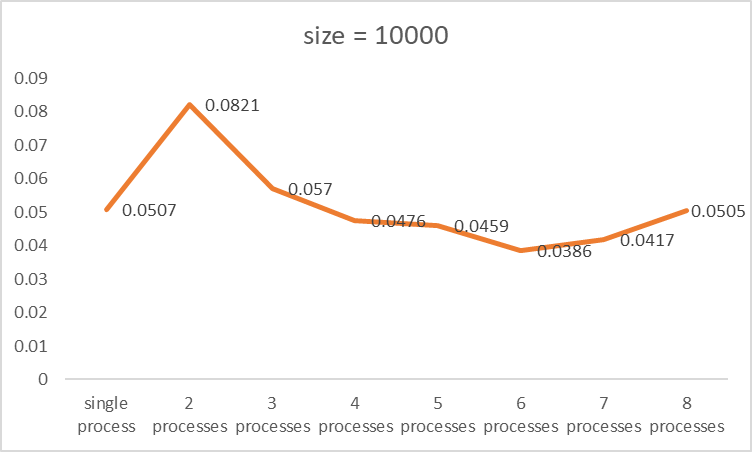 size = 10000
0.09
0.08
0.07
0.06
0.05
0.04
0.03
0.02
0.01
0
0.0507
0.0821
0.057
0.0476
0.0459
0.0386
0.0417
0.0505
single process
2 processes
3 processes
4 processes
5 processes
6 processes
7 processes
8 processes